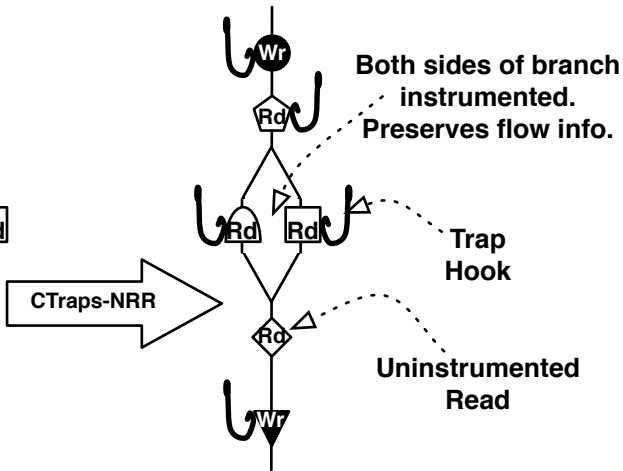 Wr
Both sides of branch
instrumented.
Preserves flow info.
Rd
Rd
Rd
Trap
Hook
CTraps-NRR
Rd
Uninstrumented
Read
Wr